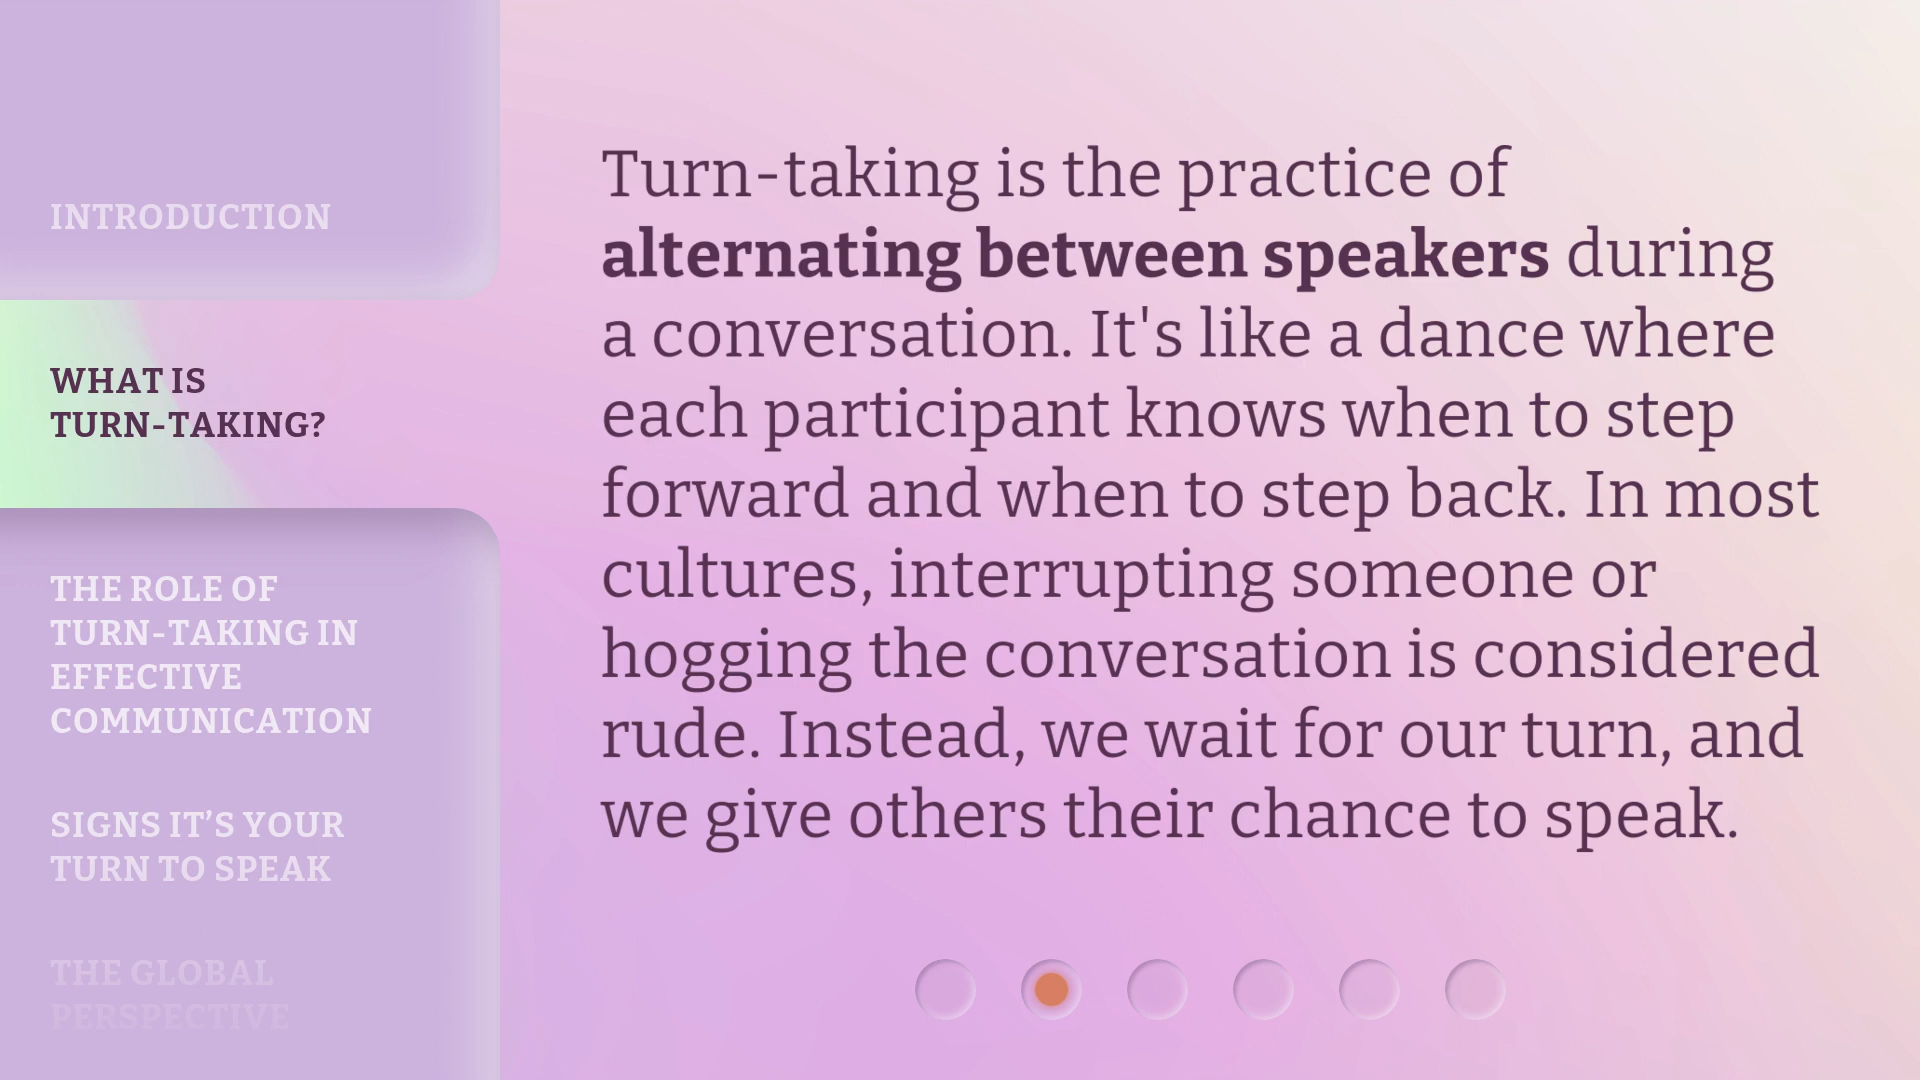 INTRODUCTION
WHAT IS
TURN-TAKING?
THE ROLE OF
TURN-TAKING IN
EFFECTIVE
COMMUNICATION
SIGNS IT’S YOUR
TURN TO SPEAK
THE GLOBAL
PERSPECTIVE
Turn-taking is the practice of
alternating between speakers during
a conversation. It's like a dance where
each participant knows when to step
forward and when to step back. In most
cultures, interrupting someone or
hogging the conversation is considered
rude. Instead, we wait for our turn, and
we give others their chance to speak.